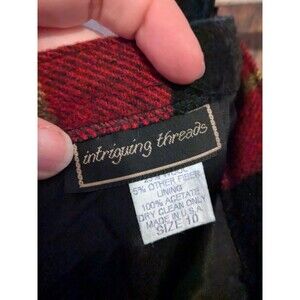 intriguing threads
5% OTHER FIBER
LINING
100% ACETATE
DRY CLEAN ONLY
MADE IN U.S.A.
SIZE 10